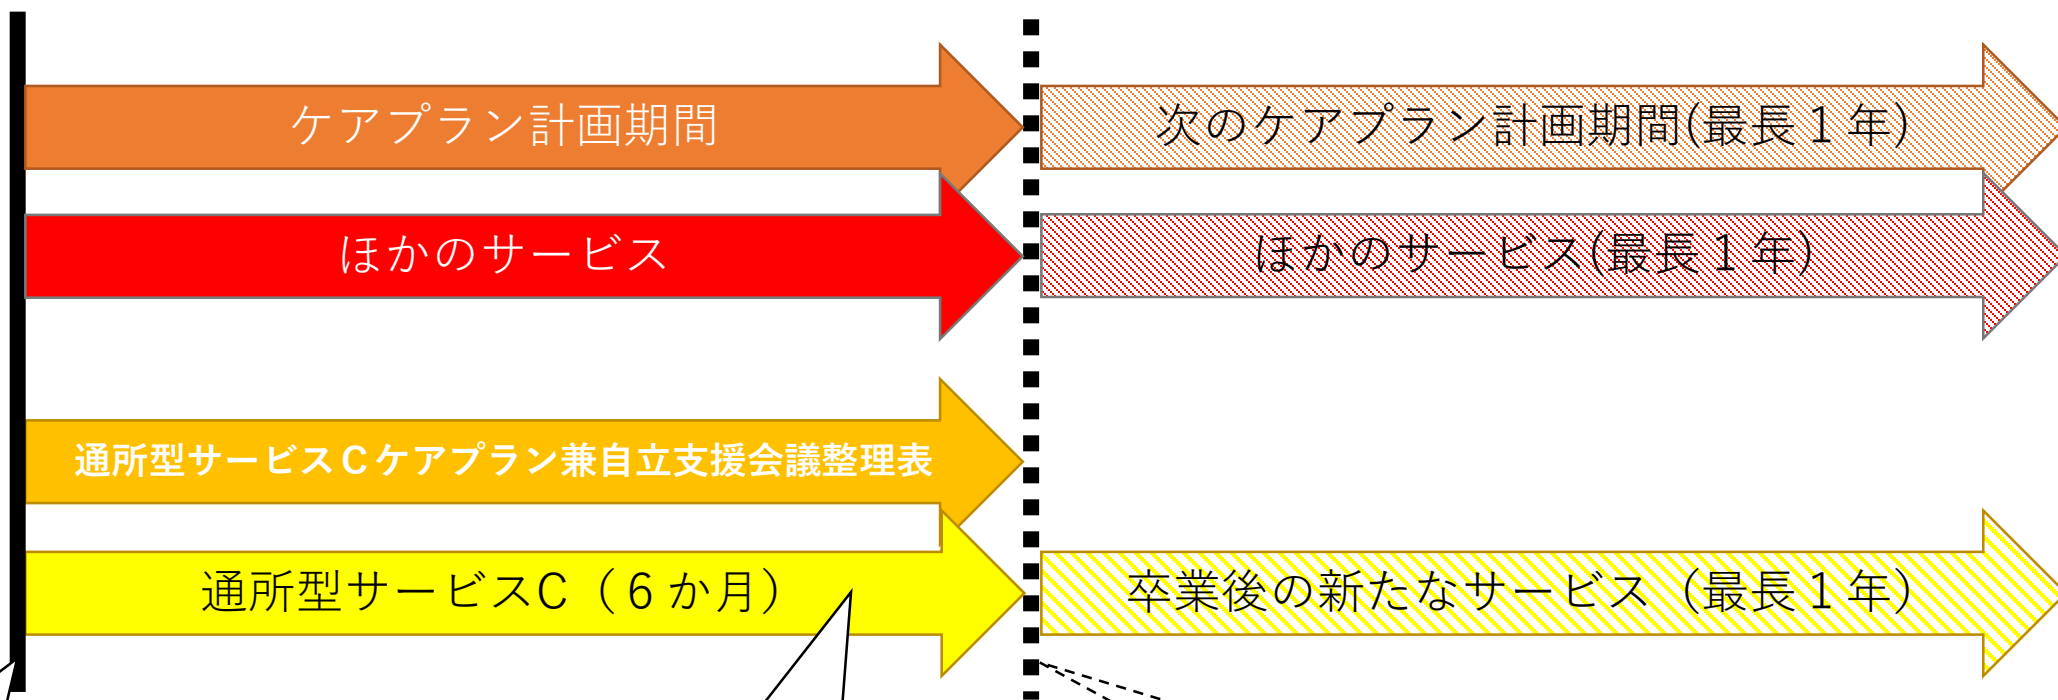 ケアプラン計画期間
次のケアプラン計画期間(最長１年)
ほかのサービス
ほかのサービス(最長１年)
通所型サービスＣケアプラン兼自立支援会議整理表
通所型サービスC（６か月）
卒業後の新たなサービス（最長１年）